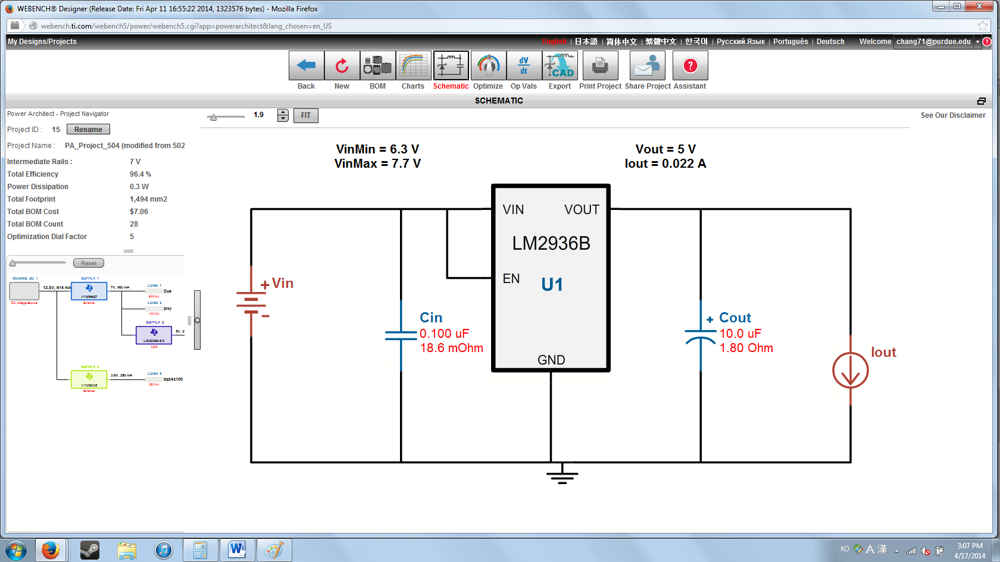 WEBENCH® Designer (Release Date: Fri Apr 11 16:55:22 2014, 1323576 bytes) - Mozilla Firefox
webench.ti.com/webench5/power/webench5.cgi?app=powerarchitect&lang_chosen=en_US
My Designs/Projects
English | 日本語 | 简体中文 | 繁體中文 | 한국어 | Русский Язык | Português | Deutsch
Welcome chang71@purdue.edu ?
dV
dt
CAD
?
Back New BOM Charts Schematic Optimize Op Vals Export Print Project Share Project Assistant
SCHEMATIC
Power Architect - Project Navigator
1.9 FIT
See Our Disclaimer
Project ID : 15 Rename
Project Name : PA_Project_504 (modified from 502
Intermediate Rails : 7 V
Total Efficiency 96.4 %
Power Dissipation 0.3 W
Total Footprint 1,494 mm2
Total BOM Cost $7.06
Total BOM Count 28
Optimization Dial Factor 5
Reset
SOURCE DC 1
12.8V, 614 mA
DC Voltage Source
SUPPLY 1
TPS54427
Switcher
7V, 962 mA
LOAD 1
Due
800 mA
LOAD 2
pixy
140 mA
SUPPLY 2
LM2936B-5.0
LDO
5V, 2
SUPPLY 3
Switcher
3.6V, 250 mA
LOAD 4
bq34z100
250 mA
VinMin = 6.3 V
VinMax = 7.7 V
Vout = 5 V
Iout = 0.022 A
VIN VOUT
LM2936B
EN U1
GND
+ Vin
Cin
0.100 uF
18.6 mOhm
+ Cout
10.0 uF
1.80 Ohm
Iout
W
KO A 漢
3:07 PM
4/17/2014